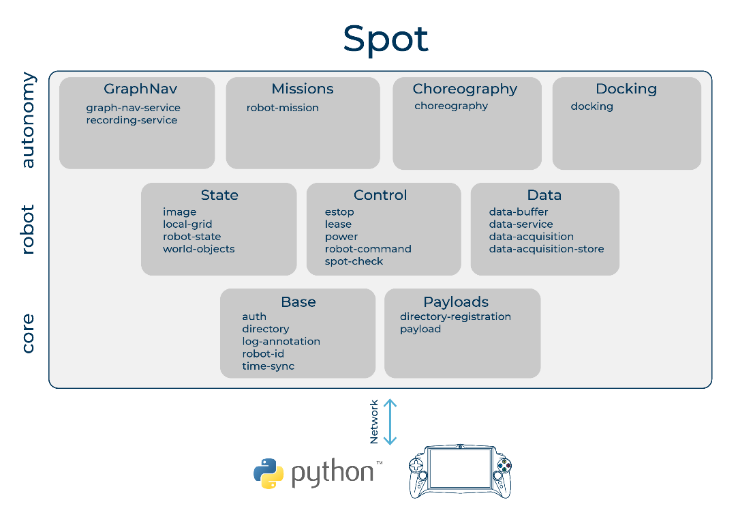 Spot
autonomy
GraphNav
graph-nav-service
recording-service
Missions
robot-mission
Choreography
choreography
Docking
docking
robot
State
image
local-grid
robot-state
world-objects
Control
estop
lease
power
robot-command
spot-check
Data
data-buffer
data-service
data-acquisition
data-acquisition-store
core
Base
auth
directory
log-annotation
robot-id
time-sync
Payloads
directory-registration
payload
Network
python™